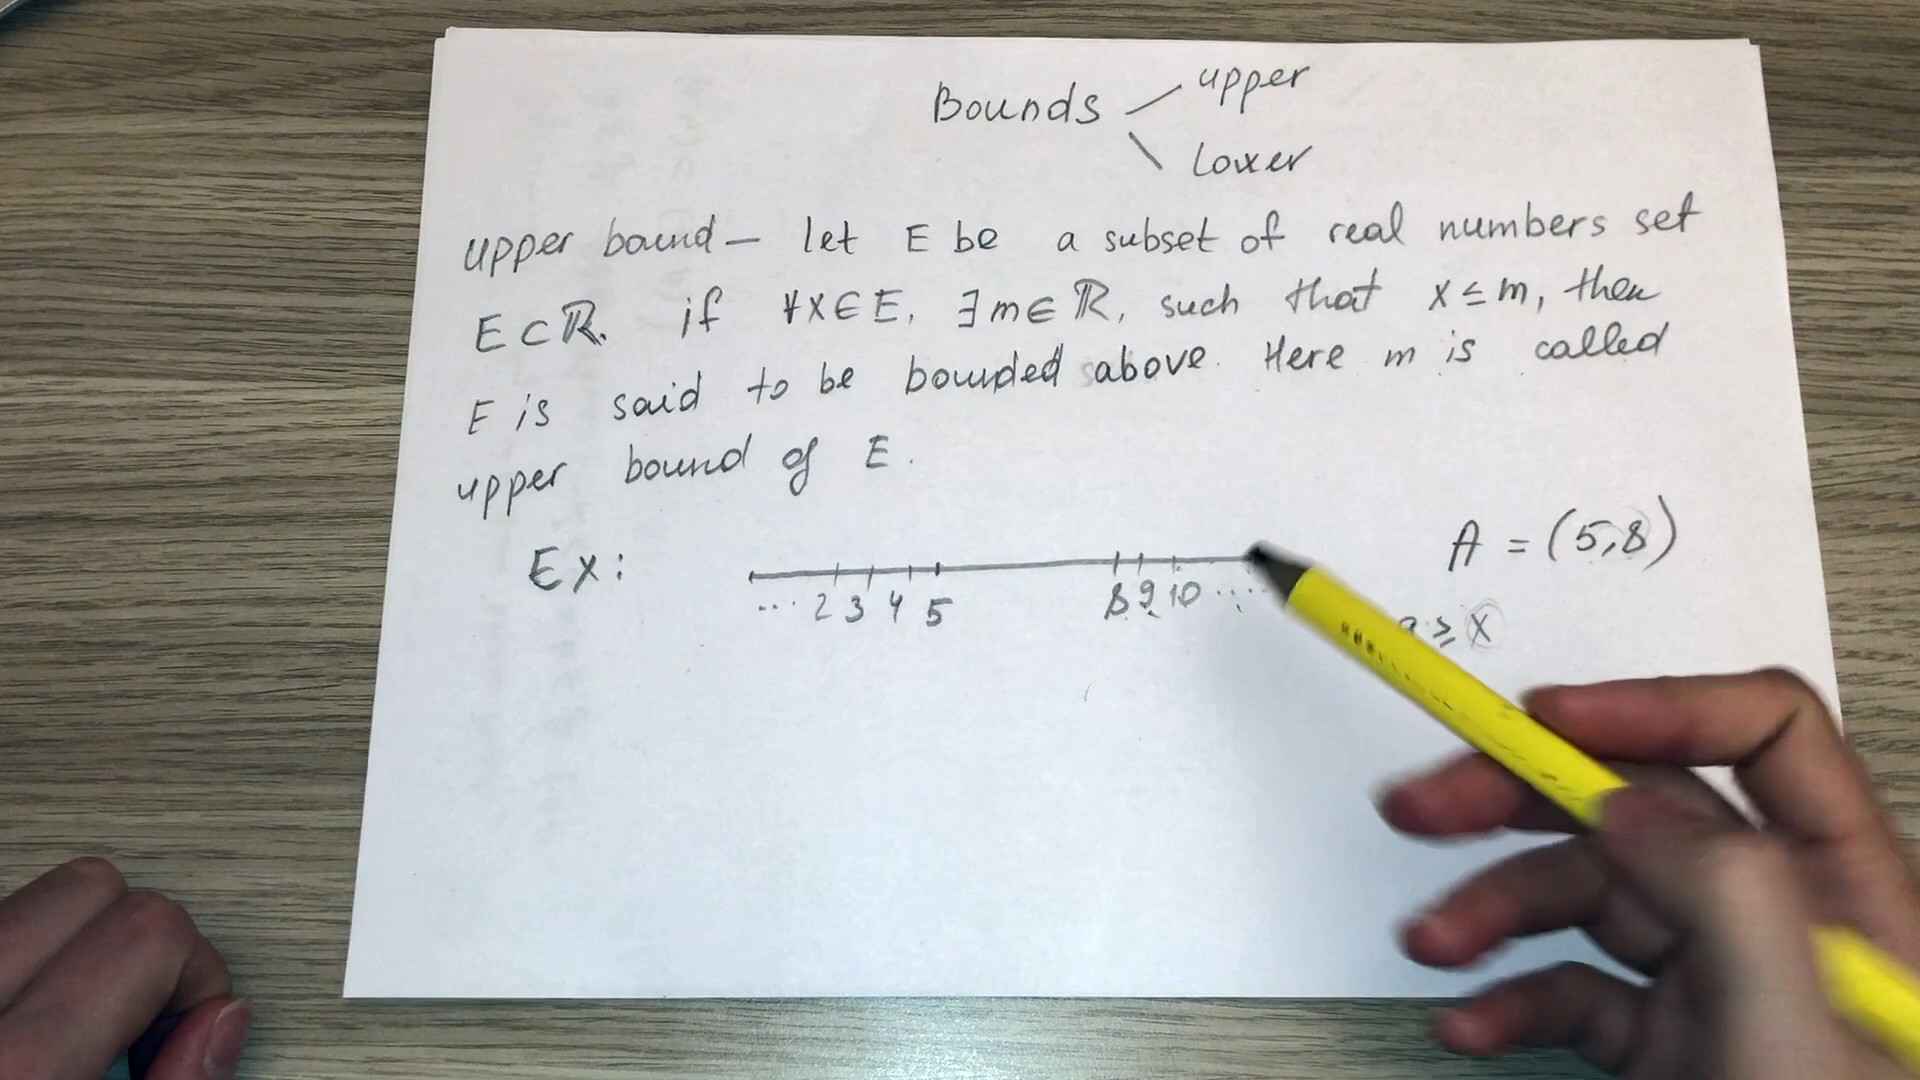 Bounds upper
Lower
upper bound — let E be a subset of real numbers set
E ⊂ ℝ. if ∀x∈E, ∃m∈ℝ, such that x ≤ m, then
E is said to be bounded above. Here m is called
upper bound of E.
Ex:
A = (5,8)
... 2 3 4 5 8 9 10 ....
≥ x